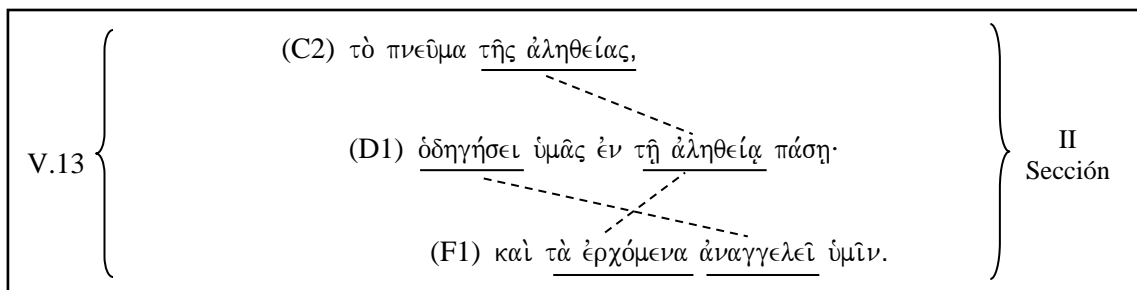 (C2) τὸ πνεῦμα τῆς ἀληθείας,
V.13
(D1) ὁδηγήσει ὑμᾶς ἐν τῇ ἀληθείᾳ πάσῃ·
II
Sección
(F1) καὶ τὰ ἐρχόμενα ἀναγγελεῖ ὑμῖν.